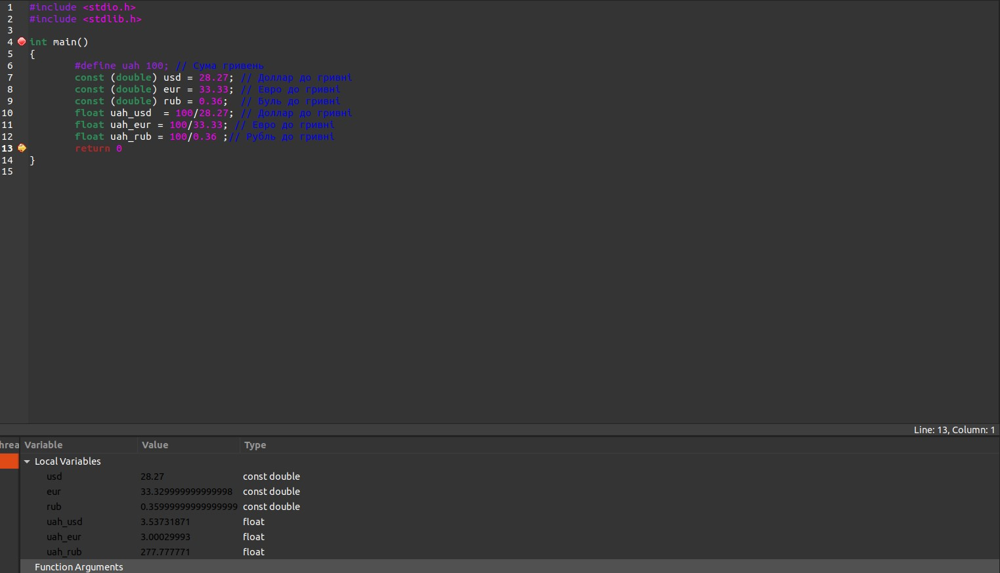 1 #include <stdio.h>
2 #include <stdlib.h>
3
4 int main()
5 {
6 #define uah 100; // Сума гривень
7 const (double) usd = 28.27; // Доллар до гривні
8 const (double) eur = 33.33; // Евро до гривні
9 const (double) rub = 0.36;  // Буль до гривні
10 float uah_usd  = 100/28.27; // Доллар до гривні
11 float uah_eur = 100/33.33; // Евро до гривні
12 float uah_rub = 100/0.36 ;// Рубль до гривні
13 return 0
14 }
15
Line: 13, Column: 1
hrea Variable Value Type
Local Variables
usd 28.27 const double
eur 33.329999999999998 const double
rub 0.35999999999999999 const double
uah_usd 3.53731871 float
uah_eur 3.00029993 float
uah_rub 277.777771 float
Function Arguments